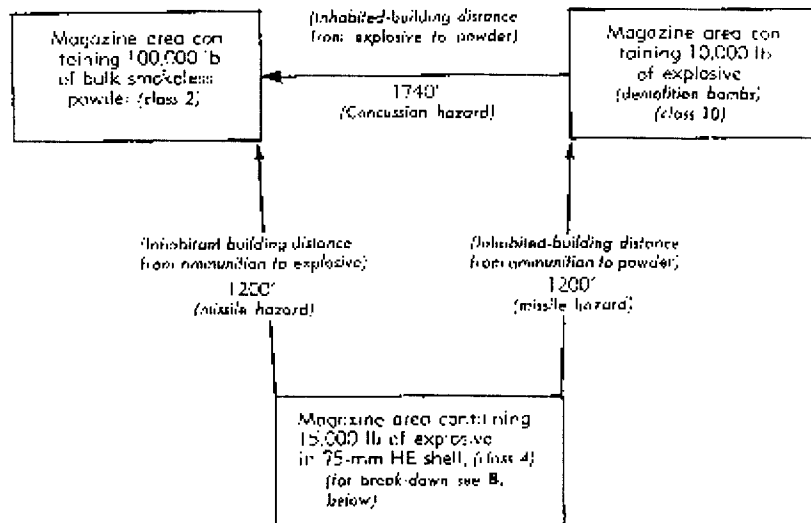 Magazine area con
taining 100,000 lb
of bulk smokeless
powder (class 2)
(Inhabited-building distance
from explosive to powder)
1740'
(Concussion hazard)
Magazine area con
taining 10,000 lb
of explosive
(demolition bombs)
(class 10)
(Inhabitant building distance
from ammunition to explosive)
1200'
(missile hazard)
(Inhabited-building distance
from ammunition to powder)
1200'
(missile hazard)
Magazine area containing
15,000 lb of explosive
in 75-mm HE shell, (class 4)
(for break-down see B,
below)